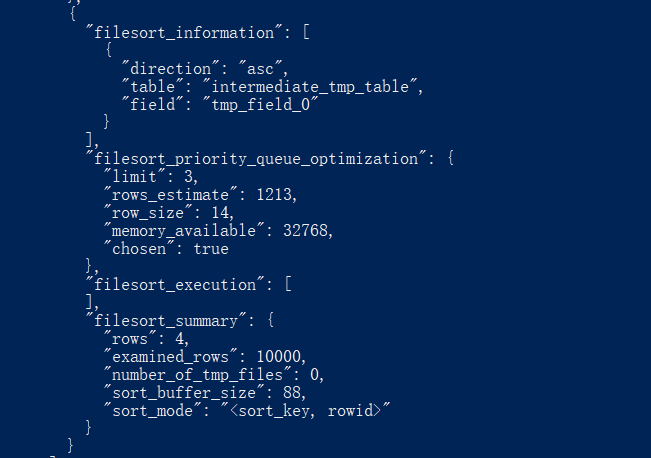 },
{
"filesort_information": [
{
"direction": "asc",
"table": "intermediate_tmp_table",
"field": "tmp_field_0"
}
],
"filesort_priority_queue_optimization": {
"limit": 3,
"rows_estimate": 1213,
"row_size": 14,
"memory_available": 32768,
"chosen": true
},
"filesort_execution": [
],
"filesort_summary": {
"rows": 4,
"examined_rows": 10000,
"number_of_tmp_files": 0,
"sort_buffer_size": 88,
"sort_mode": "<sort_key, rowid>"
}
}